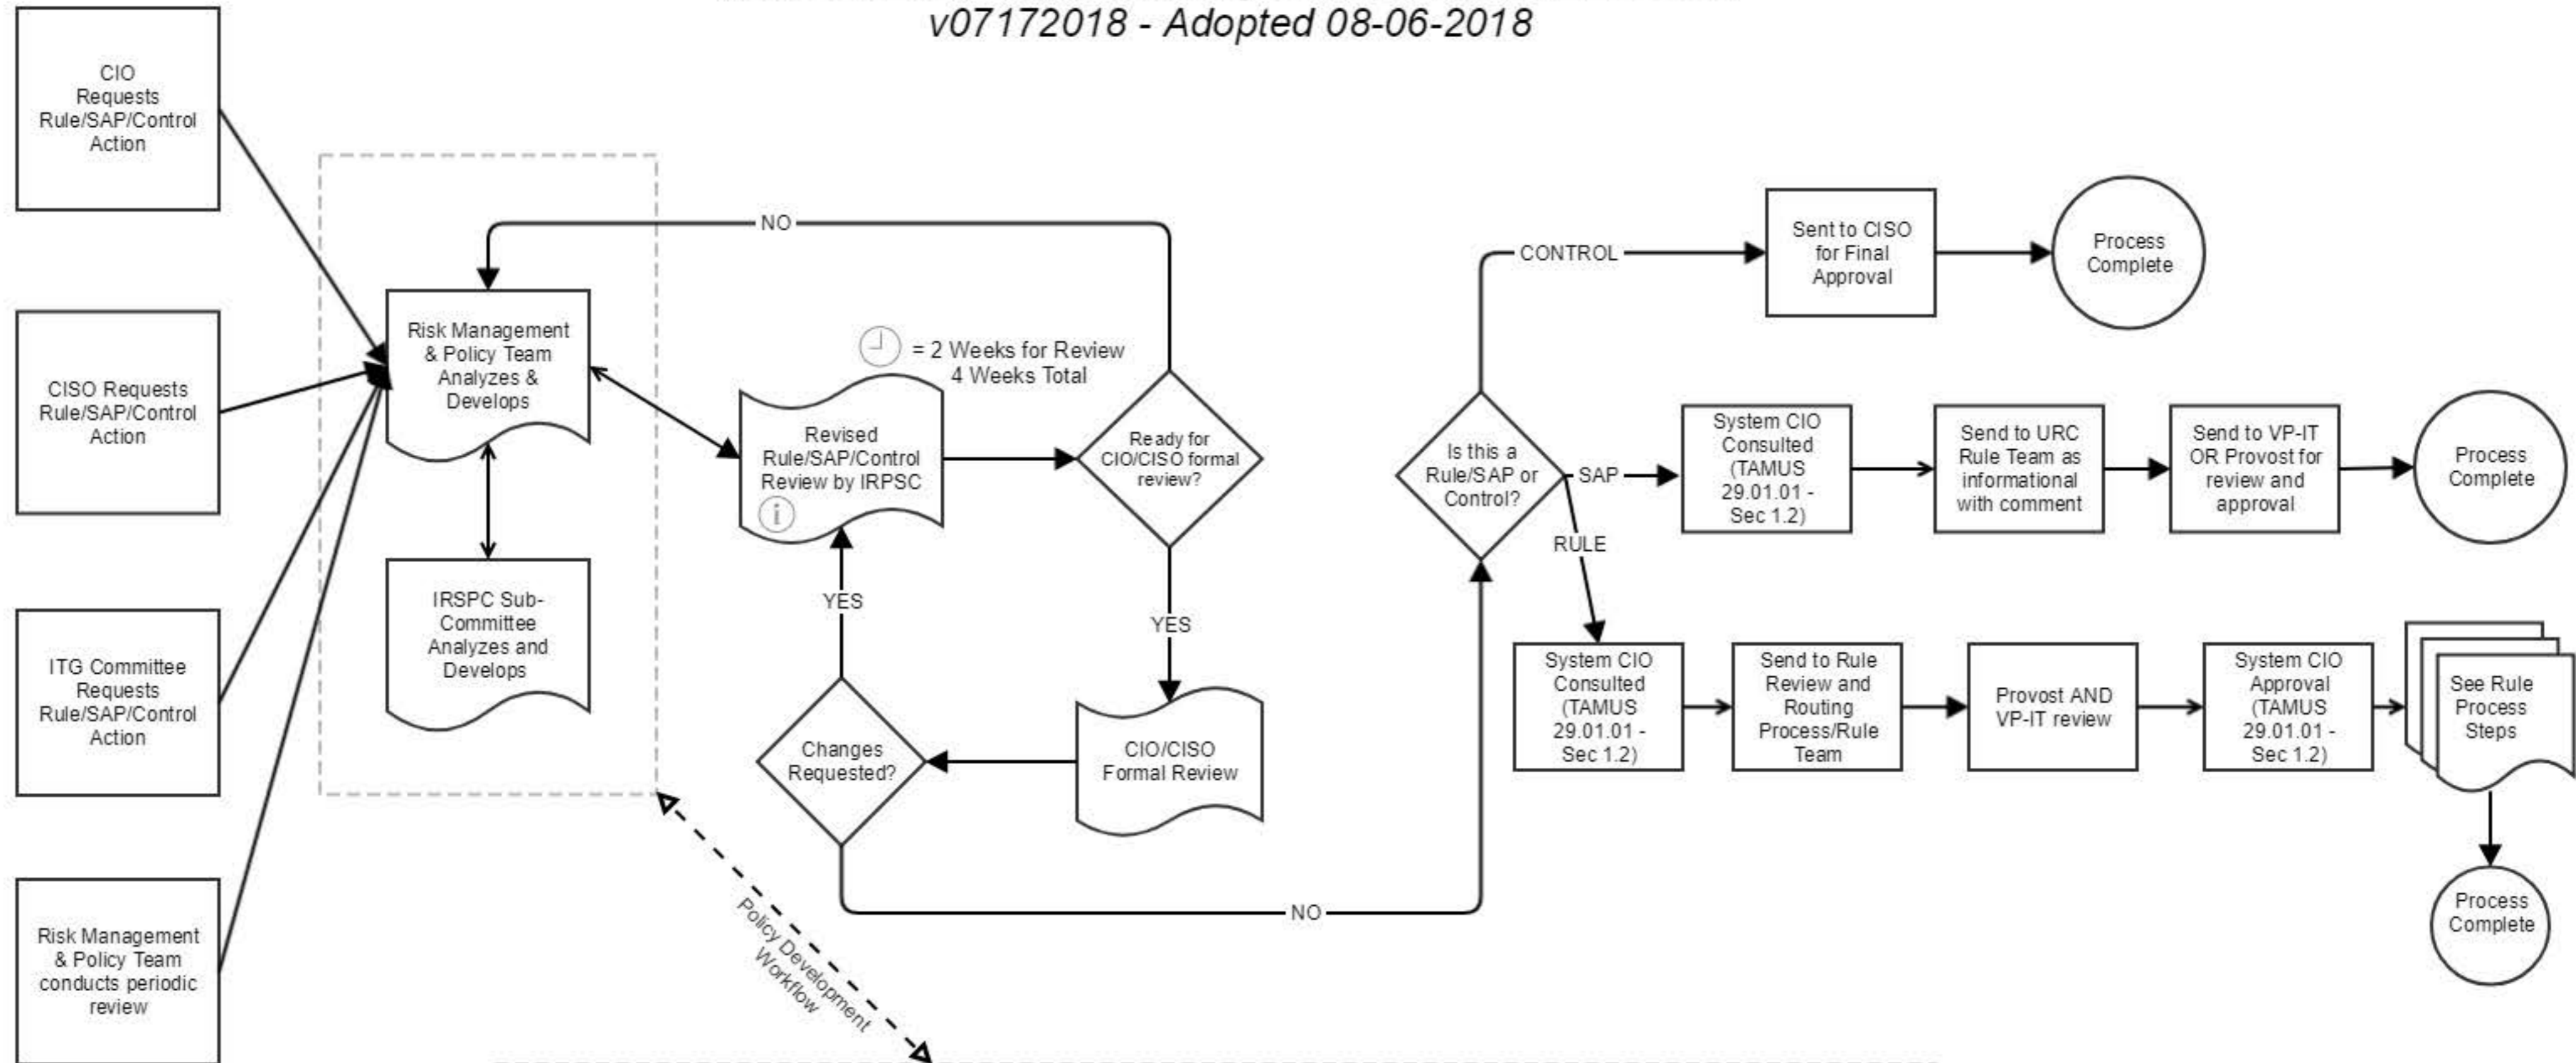 v07172018 - Adopted 08-06-2018
CIO
Requests
Rule/SAP/Control
Action
CISO Requests
Rule/SAP/Control
Action
ITG Committee
Requests
Rule/SAP/Control
Action
Risk Management
& Policy Team
conducts periodic
review
NO
Risk Management
& Policy Team
Analyzes &
Develops
IRSPC Sub-
Committee
Analyzes and
Develops
= 2 Weeks for Review
4 Weeks Total
Revised
Rule/SAP/Control
Review by IRPSC
i
Ready for
CIO/CISO formal
review?
YES
YES
Changes
Requested?
CIO/CISO
Formal Review
NO
Policy Development
Workflow
Is this a
Rule/SAP or
Control?
CONTROL
Sent to CISO
for Final
Approval
Process
Complete
SAP
System CIO
Consulted
(TAMUS
29.01.01 -
Sec 1.2)
Send to URC
Rule Team as
informational
with comment
Send to VP-IT
OR Provost for
review and
approval
Process
Complete
RULE
System CIO
Consulted
(TAMUS
29.01.01 -
Sec 1.2)
Send to Rule
Review and
Routing
Process/Rule
Team
Provost AND
VP-IT review
System CIO
Approval
(TAMUS
29.01.01 -
Sec 1.2)
See Rule
Process
Steps
Process
Complete